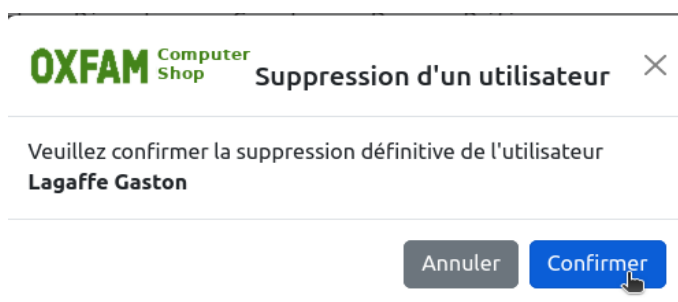 OXFAM Computer Shop
Suppression d'un utilisateur
Veuillez confirmer la suppression définitive de l'utilisateur
Lagaffe Gaston
Annuler
Confirmer